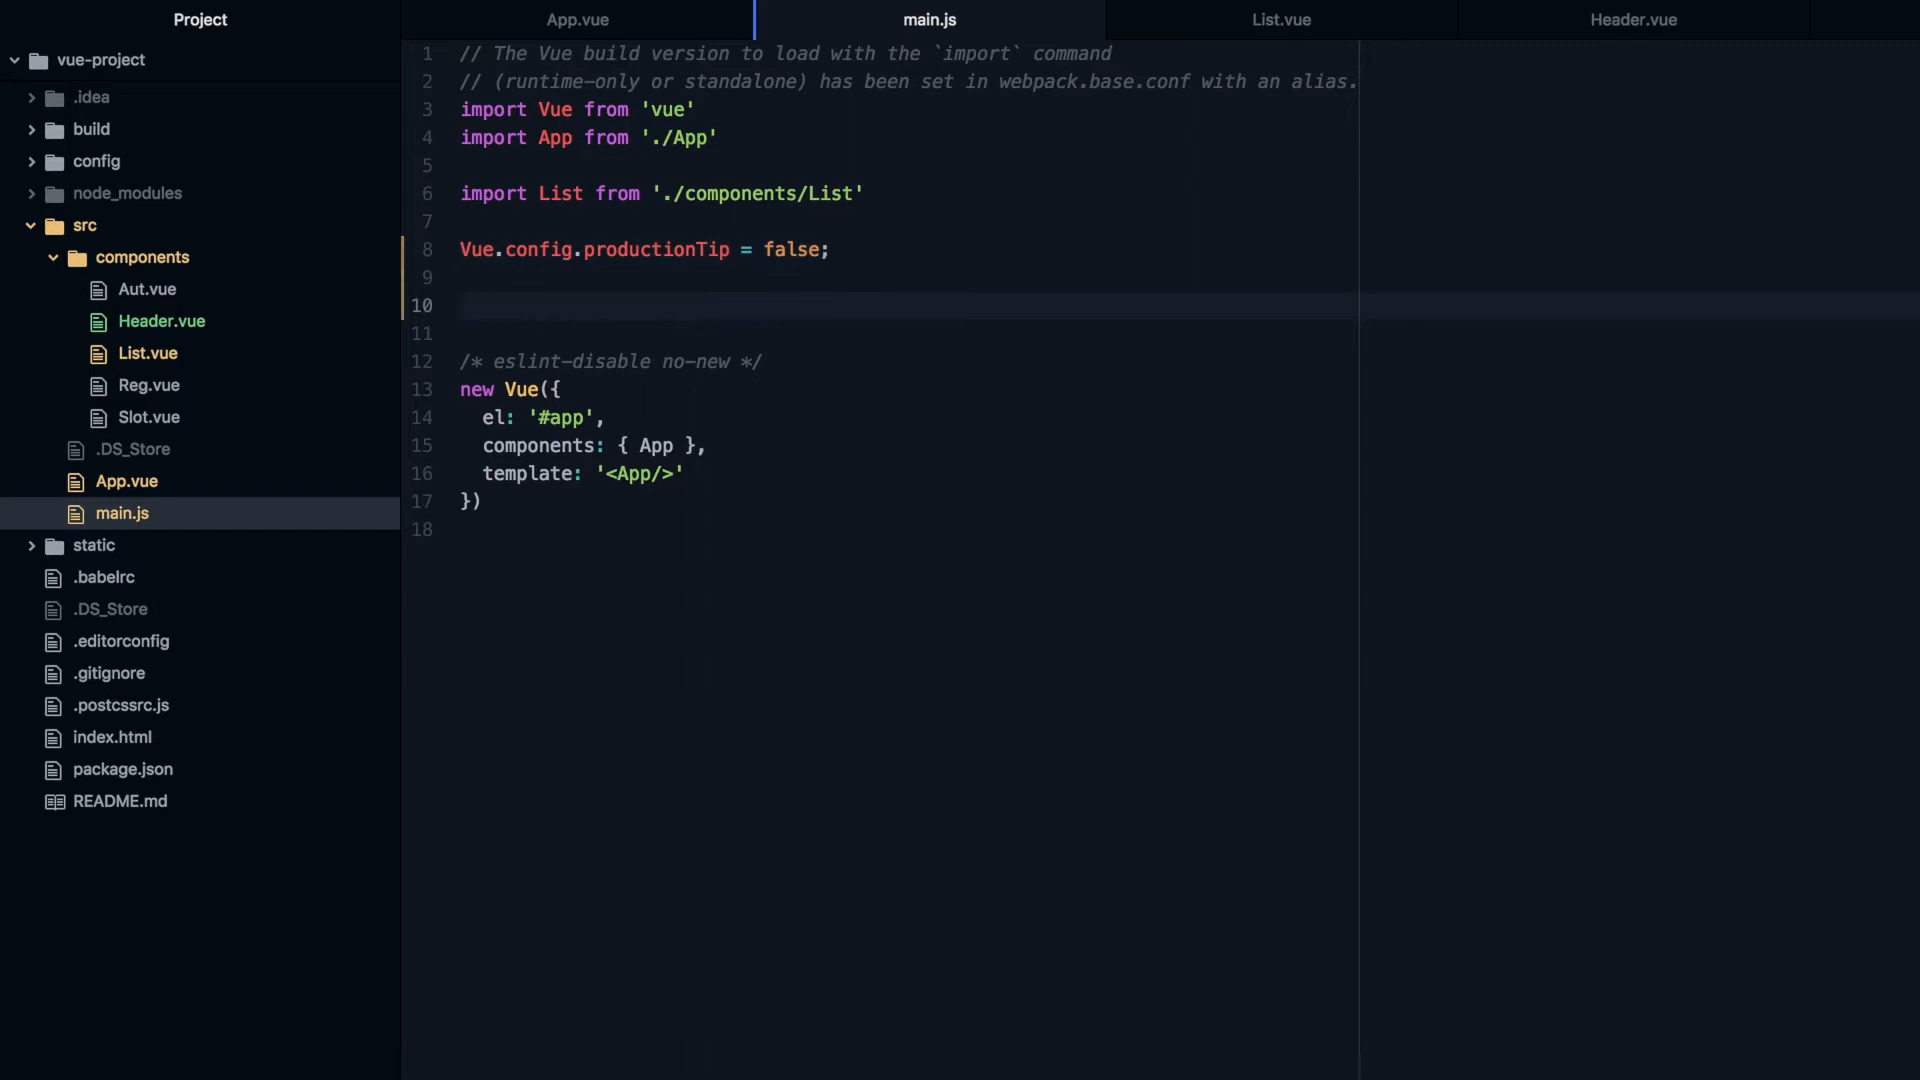 Project
vue-project
.idea
build
config
node_modules
src
components
Aut.vue
Header.vue
List.vue
Reg.vue
Slot.vue
.DS_Store
App.vue
main.js
static
.babelrc
.DS_Store
.editorconfig
.gitignore
.postcssrc.js
index.html
package.json
README.md
App.vue
main.js
List.vue
Header.vue
1 // The Vue build version to load with the `import` command
2 // (runtime-only or standalone) has been set in webpack.base.conf with an alias.
3 import Vue from 'vue'
4 import App from './App'
5
6 import List from './components/List'
7
8 Vue.config.productionTip = false;
9
10
11
12 /* eslint-disable no-new */
13 new Vue({
14 el: '#app',
15 components: { App },
16 template: '<App/>'
17 })
18